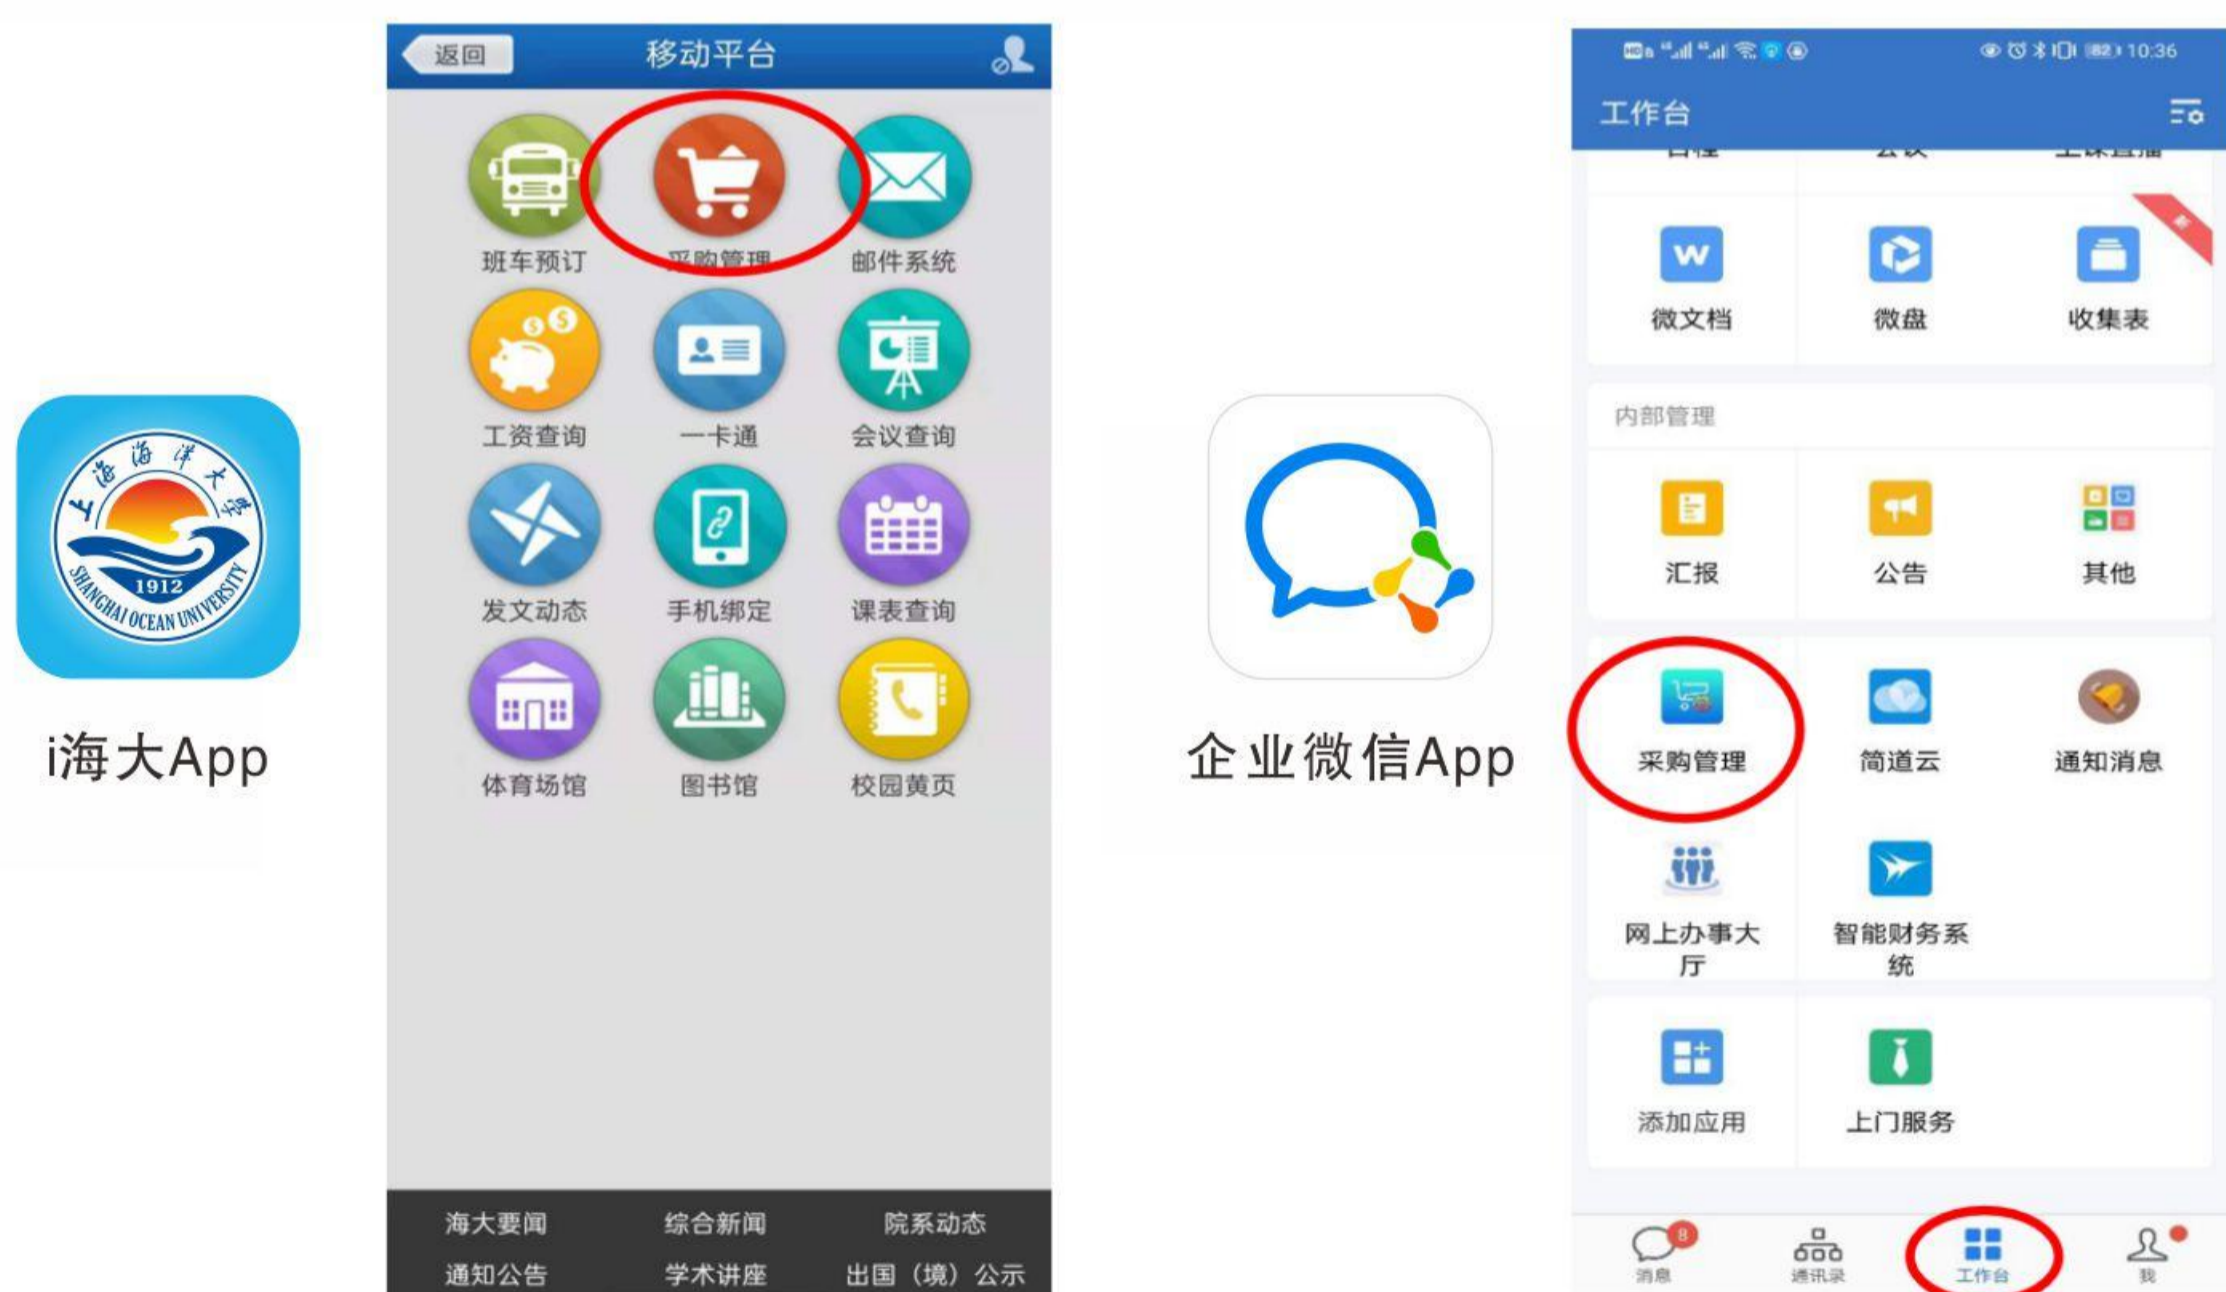 上海海洋大学
1912
SHANGHAI OCEAN UNIVERSITY
i海大App
返回
移动平台
班车预订
采购管理
邮件系统
工资查询
一卡通
会议查询
发文动态
手机绑定
课表查询
体育场馆
图书馆
校园黄页
海大要闻
综合新闻
院系动态
通知公告
学术讲座
出国（境）公示
企业微信App
82
10:36
工作台
W
微文档
微盘
收集表
新
内部管理
汇报
公告
其他
采购管理
简道云
通知消息
网上办事大
厅
智能财务系
统
添加应用
上门服务
8
消息
通讯录
工作台
我